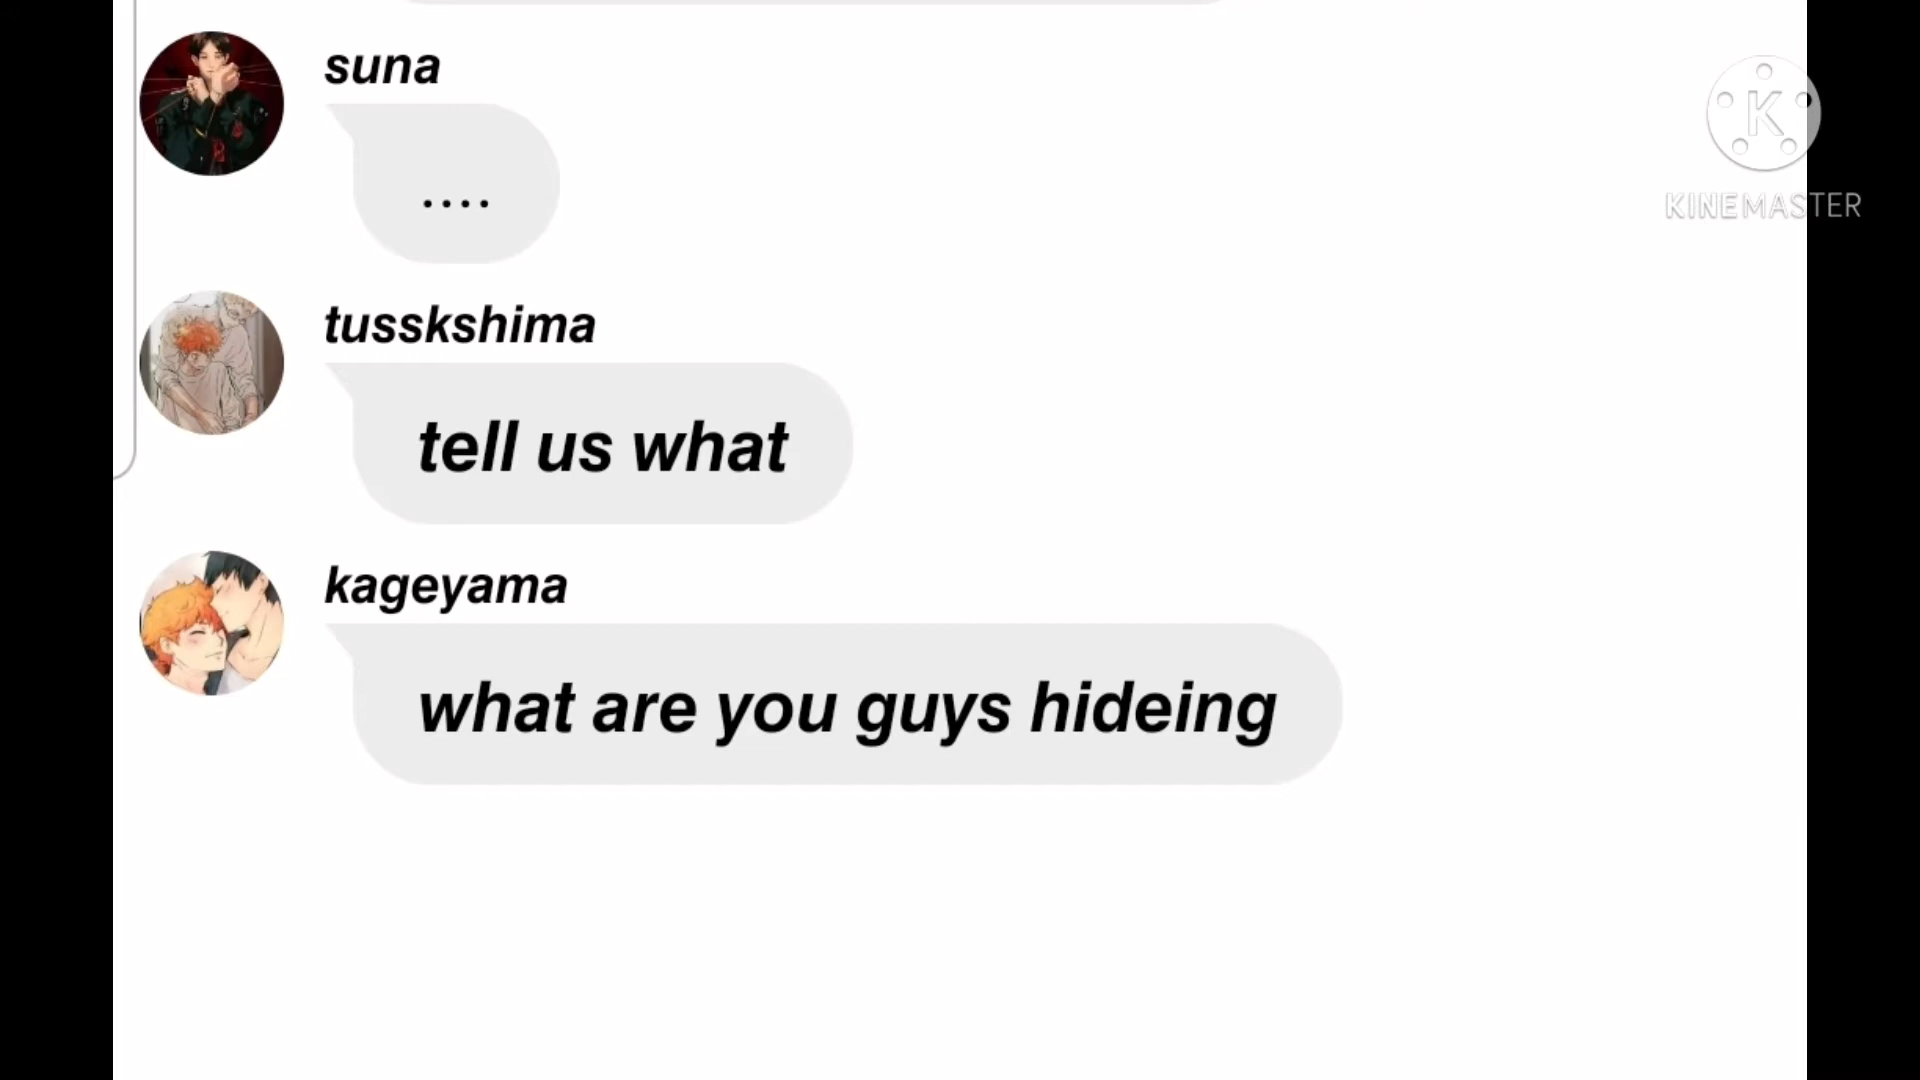 suna
....
tusskshima
tell us what
kageyama
what are you guys hideing
K
KINEMASTER